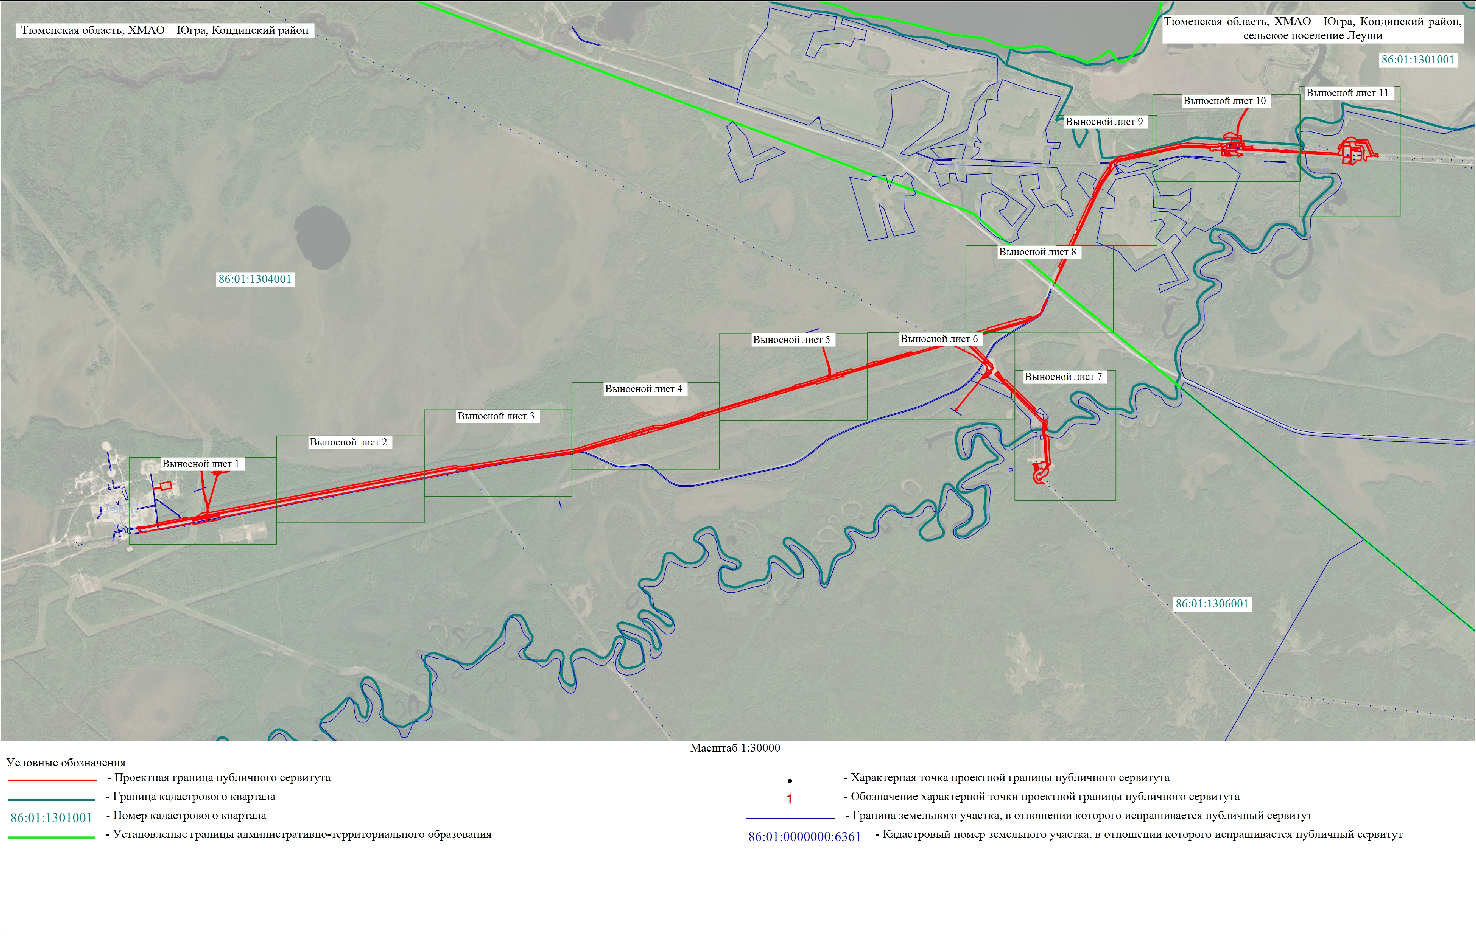 Тюменская область, ХМАО Югра, Кондинский район
Тюменская область, ХМАО Югра, Кондинский район,
сельское поселение Леуши
86:01:1301001
Выносной лист 11
Выносной лист 10
Выносной лист 9
Выносной лист 8
86:01:1304001
Выносной лист 5
Выносной лист 6
Выносной лист 7
Выносной лист 4
Выносной лист 3
Выносной лист 2
Выносной лист 1
86:01:1306001
Масштаб 1:30000
Условные обозначения
- Проектная граница публичного сервитута
- Граница кадастрового квартала
86:01:1301001 - Номер кадастрового квартала
- Установленые границы административно-территориального образования
- Характерная точка проектной границы публичного сервитута
1 - Обозначение характерной точки проектной границы публичного сервитута
- Граница земельного участка, в отношении которого испрашивается публичный сервитут
86:01:0000000:6361 - Кадастровый номер земельного участка, в отношении которого испрашивается публичный сервитут